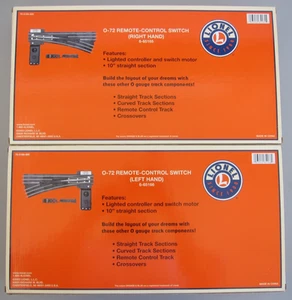 LIONEL
L
O-72 REMOTE-CONTROL SWITCH
(RIGHT HAND)
Features:
• Lighted controller and switch motor
• 10" straight section
Build the layout of your dreams with
these other O gauge track components!
• Straight Track Sections
• Curved Track Sections
• Remote Control Track
• Crossovers
LIONEL
L
O-72 REMOTE-CONTROL SWITCH
(LEFT HAND)
Features:
• Lighted controller and switch motor
• 10" straight section
Build the layout of your dreams with
these other O gauge track components!
• Straight Track Sections
• Curved Track Sections
• Remote Control Track
• Crossovers